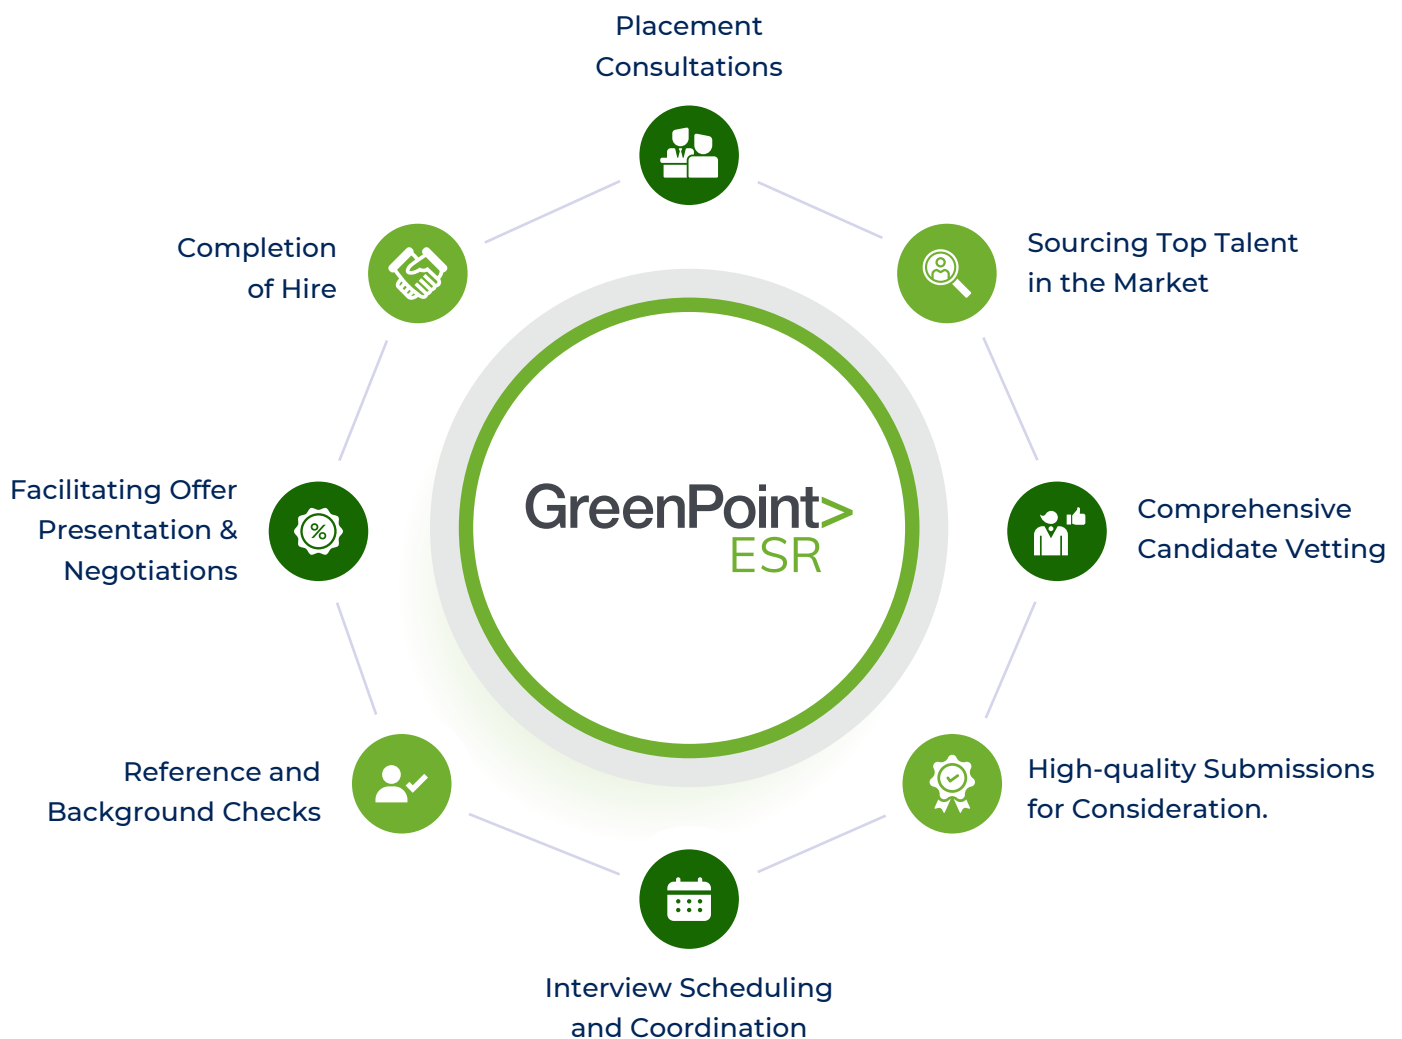 Placement
Consultations
Sourcing Top Talent
in the Market
Comprehensive
Candidate Vetting
High-quality Submissions
for Consideration.
Interview Scheduling
and Coordination
Reference and
Background Checks
Facilitating Offer
Presentation &
Negotiations
%
Completion
of Hire
GreenPoint>
ESR